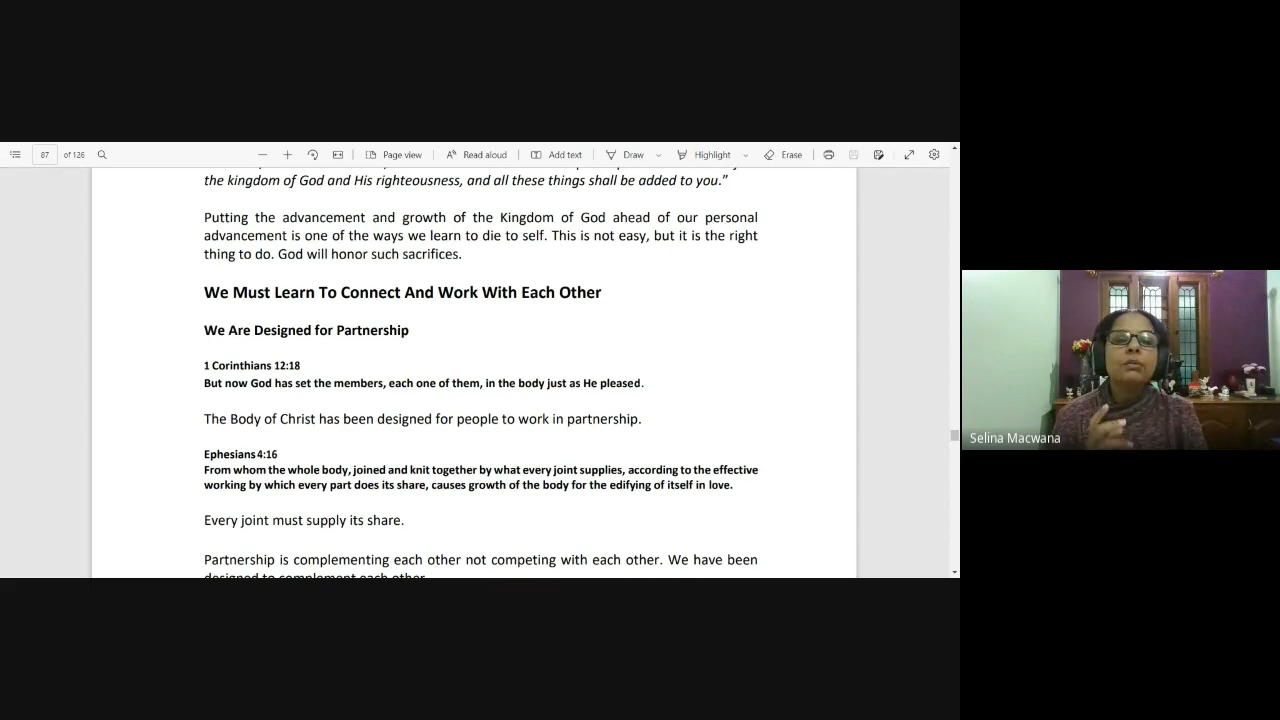 87 of 126 Page view Read aloud Add text Draw Highlight Erase
the kingdom of God and His righteousness, and all these things shall be added to you.”
Putting the advancement and growth of the Kingdom of God ahead of our personal
advancement is one of the ways we learn to die to self. This is not easy, but it is the right
thing to do. God will honor such sacrifices.
We Must Learn To Connect And Work With Each Other
We Are Designed for Partnership
1 Corinthians 12:18
But now God has set the members, each one of them, in the body just as He pleased.
The Body of Christ has been designed for people to work in partnership.
Ephesians 4:16
From whom the whole body, joined and knit together by what every joint supplies, according to the effective
working by which every part does its share, causes growth of the body for the edifying of itself in love.
Every joint must supply its share.
Partnership is complementing each other not competing with each other. We have been
designed to complement each other.
Selina Macwana